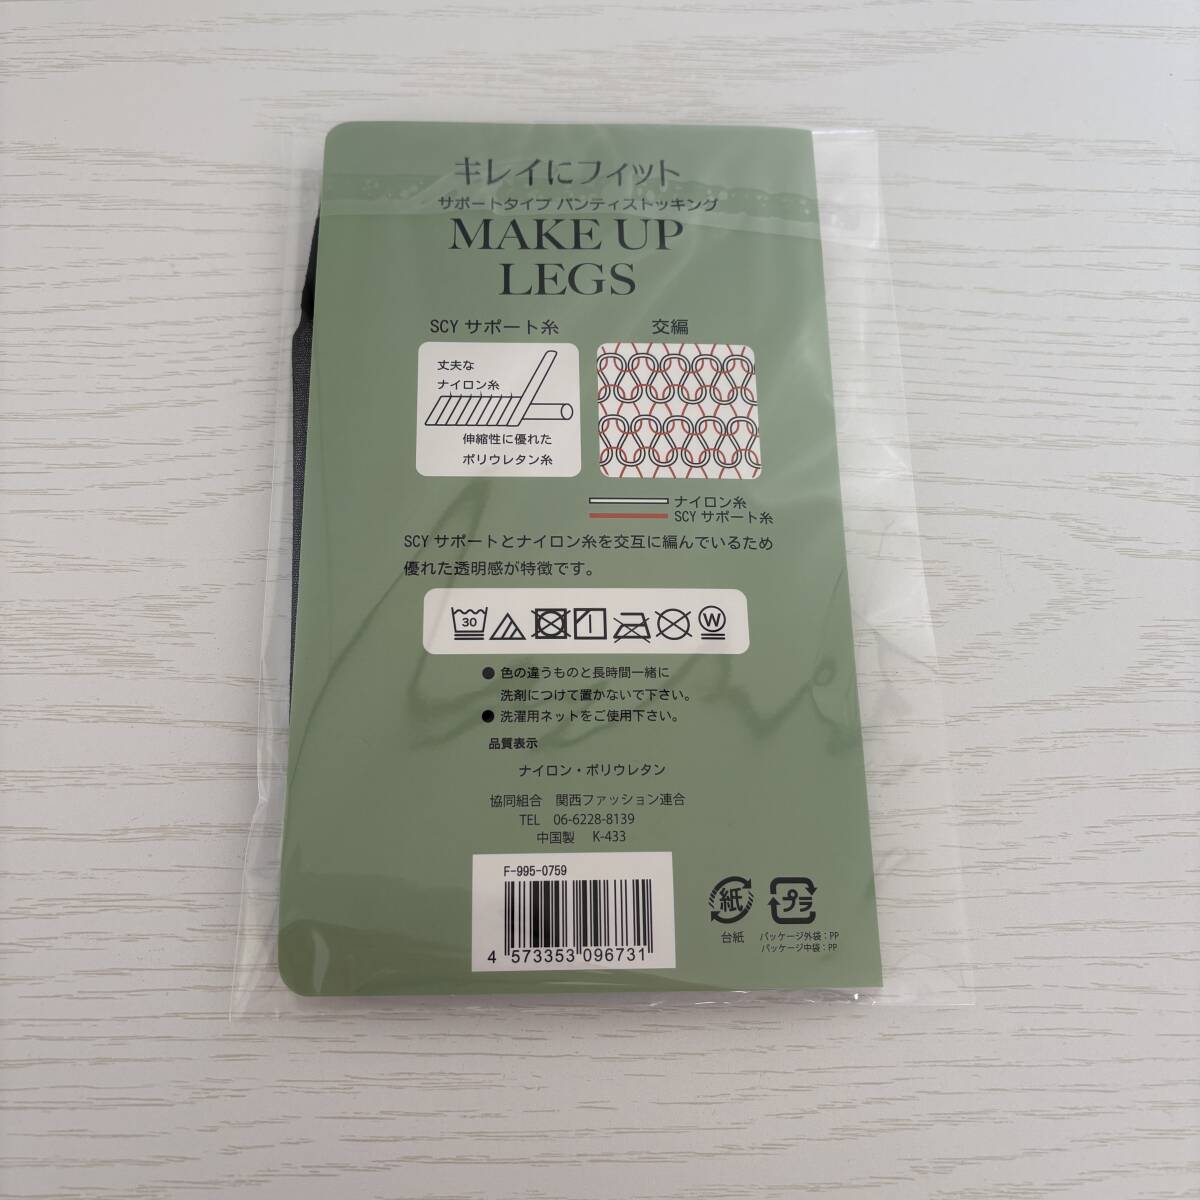 キレイにフィット
サポートタイプ パンティストッキング
MAKE UP
LEGS
SCY サポート糸
交編
丈夫な
ナイロン糸
伸縮性に優れた
ポリウレタン糸
ナイロン糸
SCY サポート糸
SCY サポートとナイロン糸を交互に編んでいるため
優れた透明感が特徴です。
30
W
● 色の違うものと長時間一緒に
洗剤につけて置かないで下さい。
● 洗濯用ネットをご使用下さい。
品質表示
ナイロン・ポリウレタン
協同組合 関西ファッション連合
TEL 06-6228-8139
中国製 K-433
F-995-0759
4 573353 096731
紙
台紙
プラ
パッケージ外袋：PP
パッケージ中袋：PP